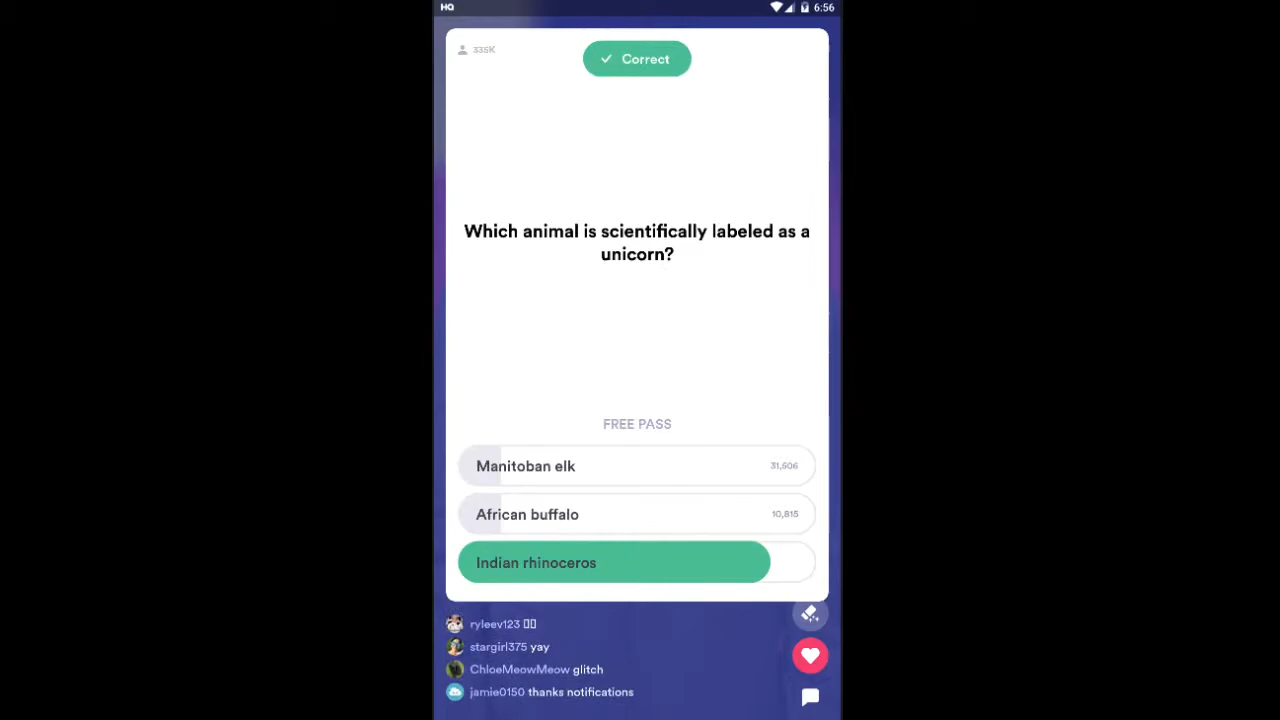 HQ
6:56
335K
Correct
Which animal is scientifically labeled as a
unicorn?
FREE PASS
Manitoban elk 31,606
African buffalo 10,815
Indian rhinoceros
ryleev123
stargirl375 yay
ChloeMeowMeow glitch
jamie0150 thanks notifications